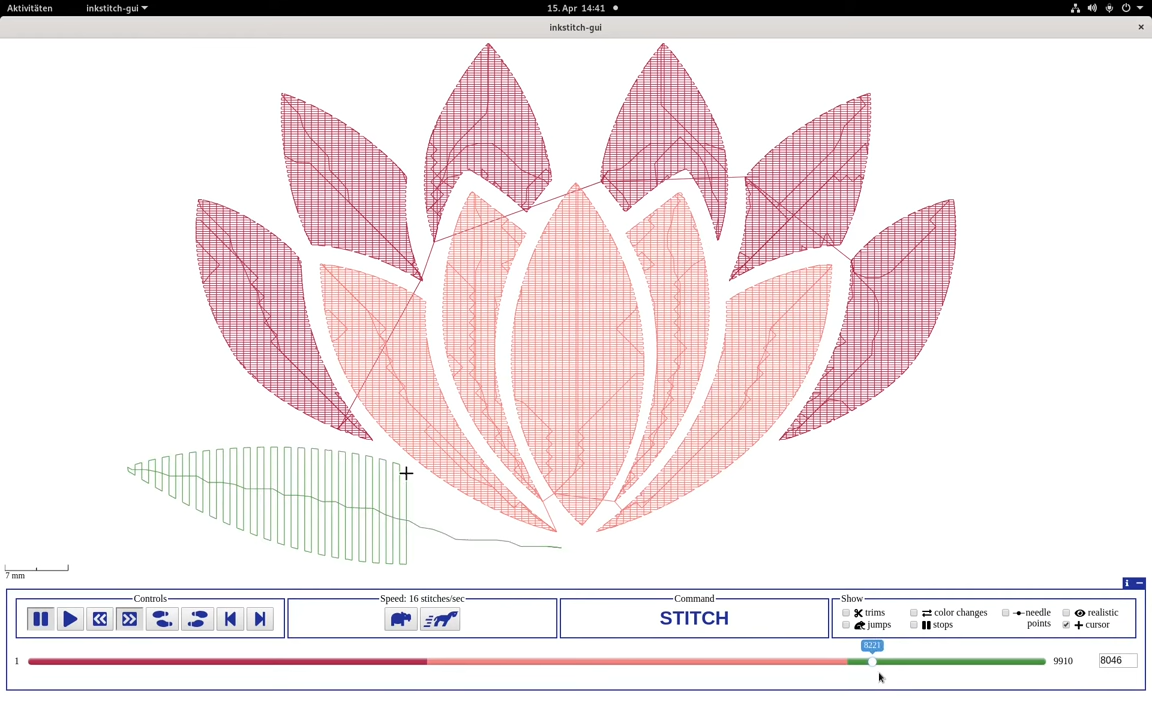 Aktivitäten inkstitch-gui 15. Apr 14:41
inkstitch-gui
7 mm
Controls Speed: 16 stitches/sec Command Show
STITCH
trims color changes needle points realistic
jumps stops cursor
8221
1 9910 8046